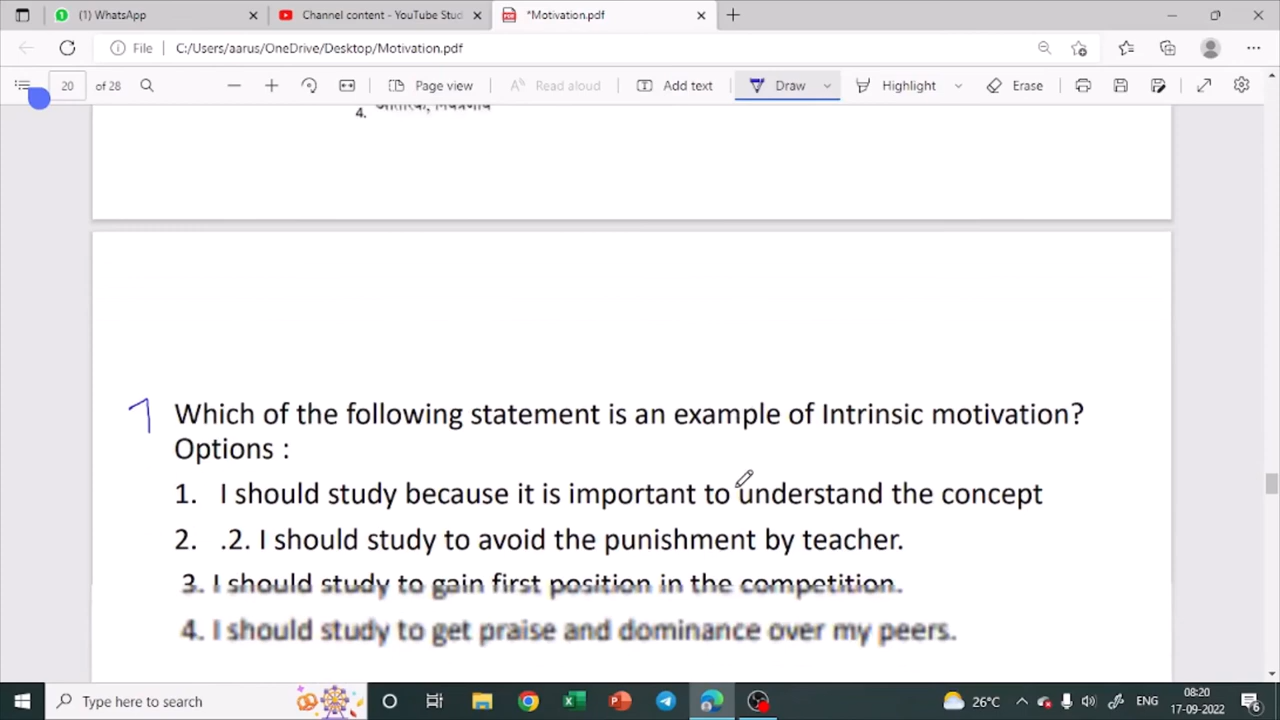 (1) WhatsApp
Channel content - YouTube Stud
*Motivation.pdf
File C:/Users/aarus/OneDrive/Desktop/Motivation.pdf
20 of 28
Page view
Read aloud
Add text
Draw
Highlight
Erase
4.
7
Which of the following statement is an example of Intrinsic motivation?
Options :
1. I should study because it is important to understand the concept
2. .2. I should study to avoid the punishment by teacher.
3. I should study to gain first position in the competition.
4. I should study to get praise and dominance over my peers.
Type here to search
26°C
ENG
08:20
17-09-2022
6